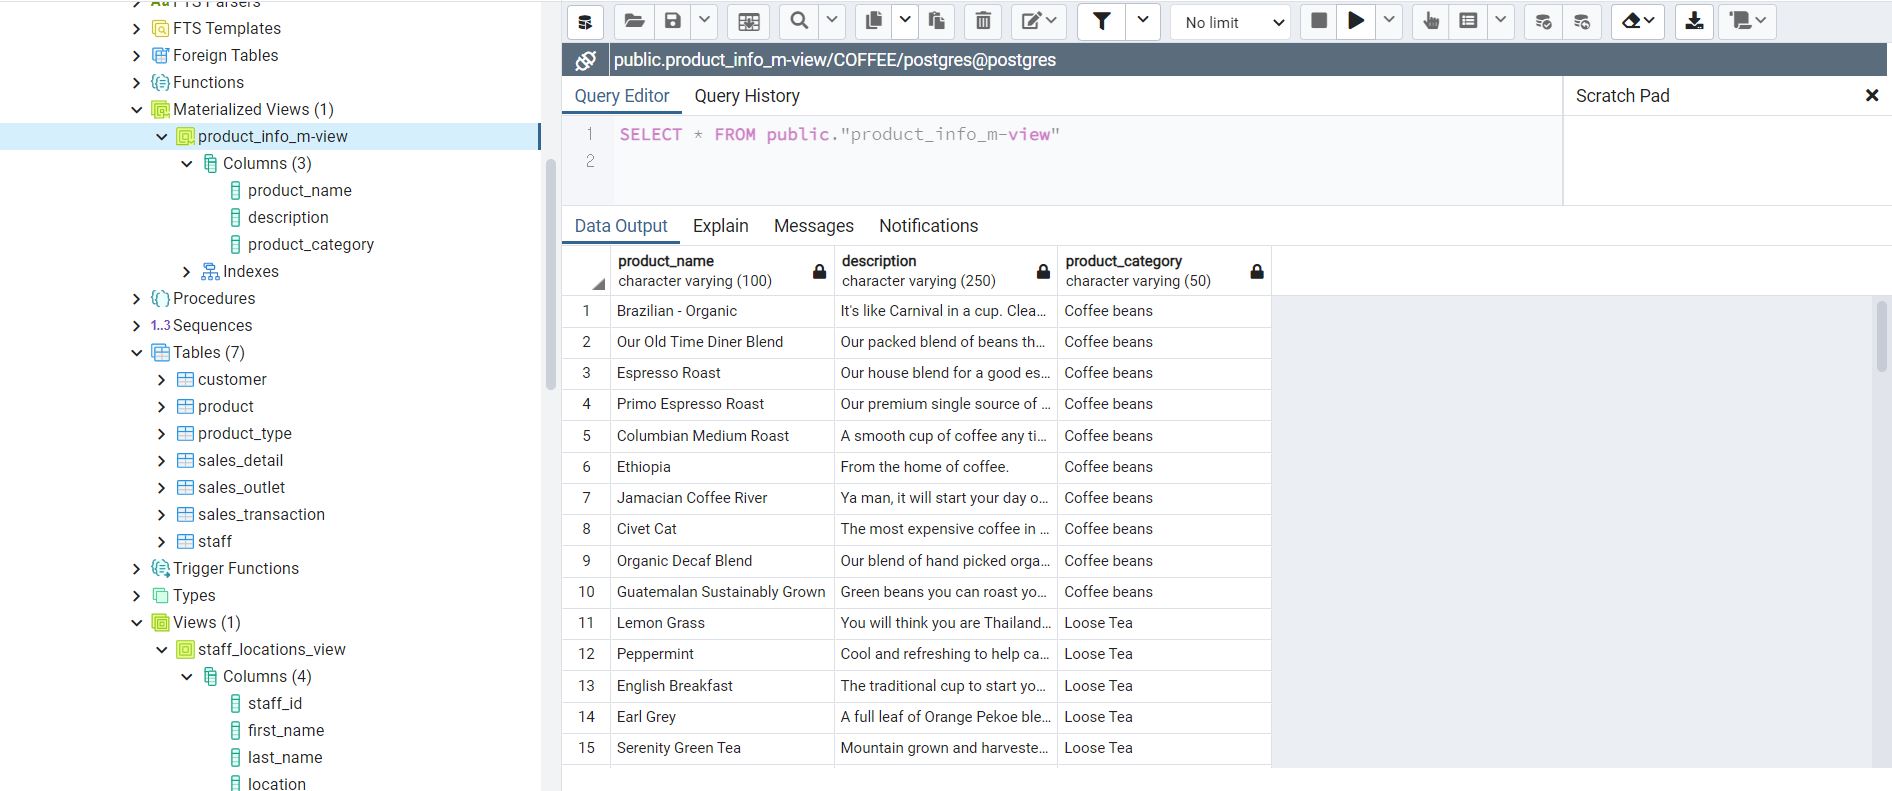 FTS Parsers
FTS Templates
Foreign Tables
Functions
Materialized Views (1)
product_info_m-view
Columns (3)
product_name
description
product_category
Indexes
Procedures
1..3 Sequences
Tables (7)
customer
product
product_type
sales_detail
sales_outlet
sales_transaction
staff
Trigger Functions
Types
Views (1)
staff_locations_view
Columns (4)
staff_id
first_name
last_name
location
No limit
public.product_info_m-view/COFFEE/postgres@postgres
Query Editor Query History
Scratch Pad
1 SELECT * FROM public."product_info_m-view"
2
Data Output Explain Messages Notifications
product_name description product_category
character varying (100) character varying (250) character varying (50)
1 Brazilian - Organic It's like Carnival in a cup. Clea... Coffee beans
2 Our Old Time Diner Blend Our packed blend of beans th... Coffee beans
3 Espresso Roast Our house blend for a good es... Coffee beans
4 Primo Espresso Roast Our premium single source of ... Coffee beans
5 Columbian Medium Roast A smooth cup of coffee any ti... Coffee beans
6 Ethiopia From the home of coffee. Coffee beans
7 Jamacian Coffee River Ya man, it will start your day o... Coffee beans
8 Civet Cat The most expensive coffee in ... Coffee beans
9 Organic Decaf Blend Our blend of hand picked orga... Coffee beans
10 Guatemalan Sustainably Grown Green beans you can roast yo... Coffee beans
11 Lemon Grass You will think you are Thailand... Loose Tea
12 Peppermint Cool and refreshing to help ca... Loose Tea
13 English Breakfast The traditional cup to start yo... Loose Tea
14 Earl Grey A full leaf of Orange Pekoe ble... Loose Tea
15 Serenity Green Tea Mountain grown and harveste... Loose Tea